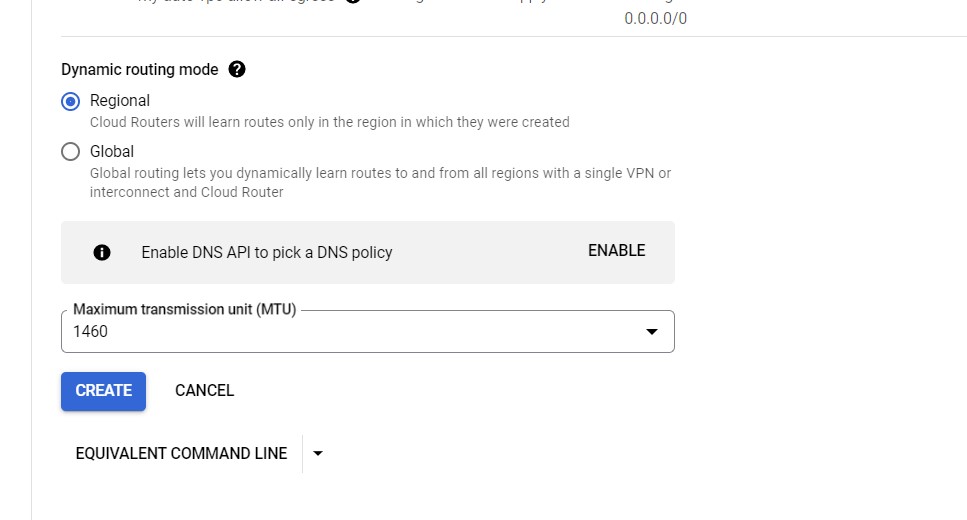 0.0.0.0/0
Dynamic routing mode
Regional
Cloud Routers will learn routes only in the region in which they were created
Global
Global routing lets you dynamically learn routes to and from all regions with a single VPN or
interconnect and Cloud Router
Enable DNS API to pick a DNS policy
ENABLE
Maximum transmission unit (MTU)
1460
CREATE
CANCEL
EQUIVALENT COMMAND LINE